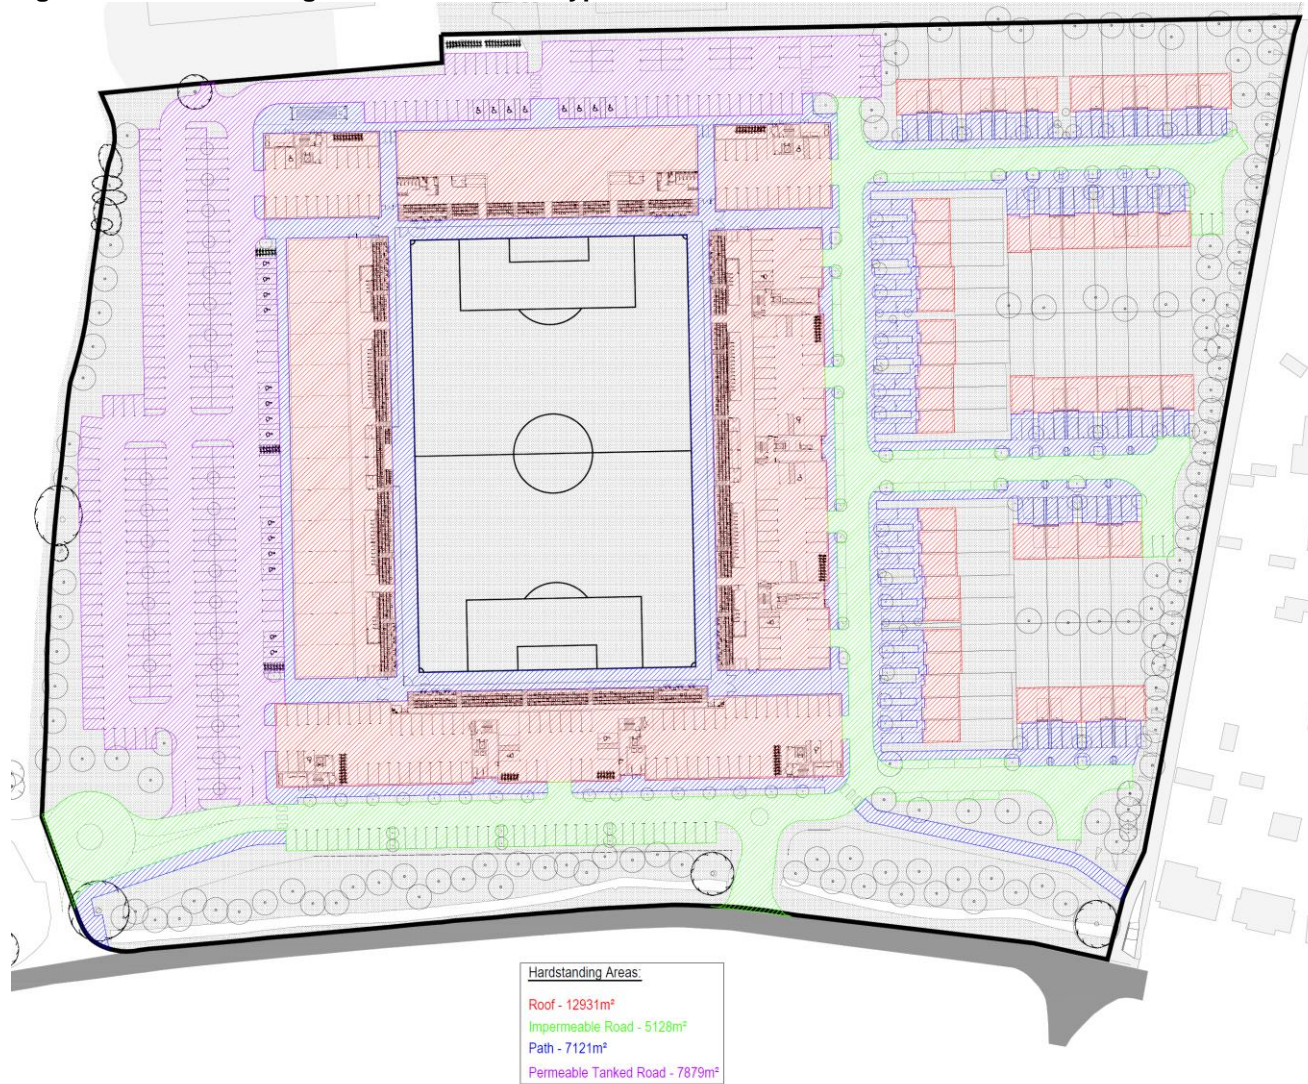 Hardstanding Areas:
Roof - 12931m²
Impermeable Road - 5128m²
Path - 7121m²
Permeable Tanked Road - 7879m²